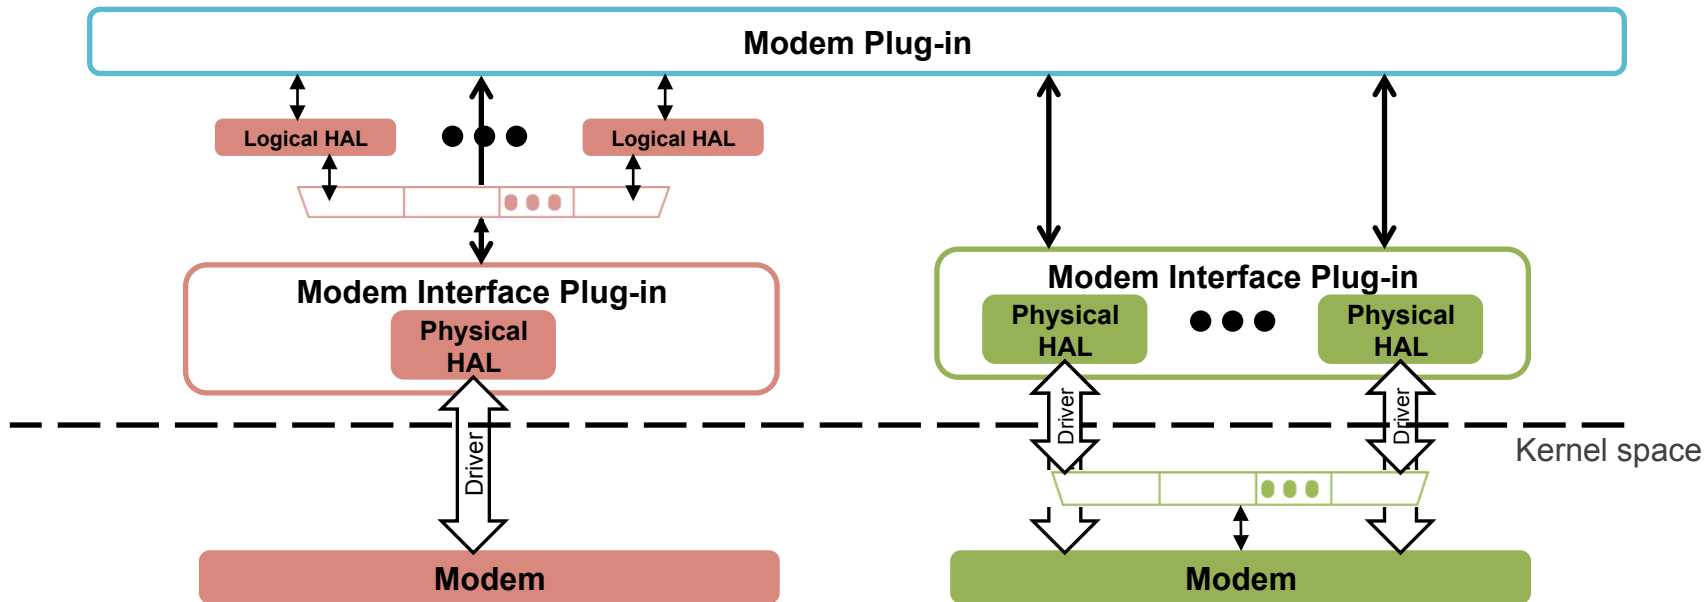 Modem Plug-in
Logical HAL
Logical HAL
Modem Interface Plug-in
Physical
HAL
Modem Interface Plug-in
Physical
HAL
Physical
HAL
Driver
Driver
Driver
Kernel space
Modem
Modem